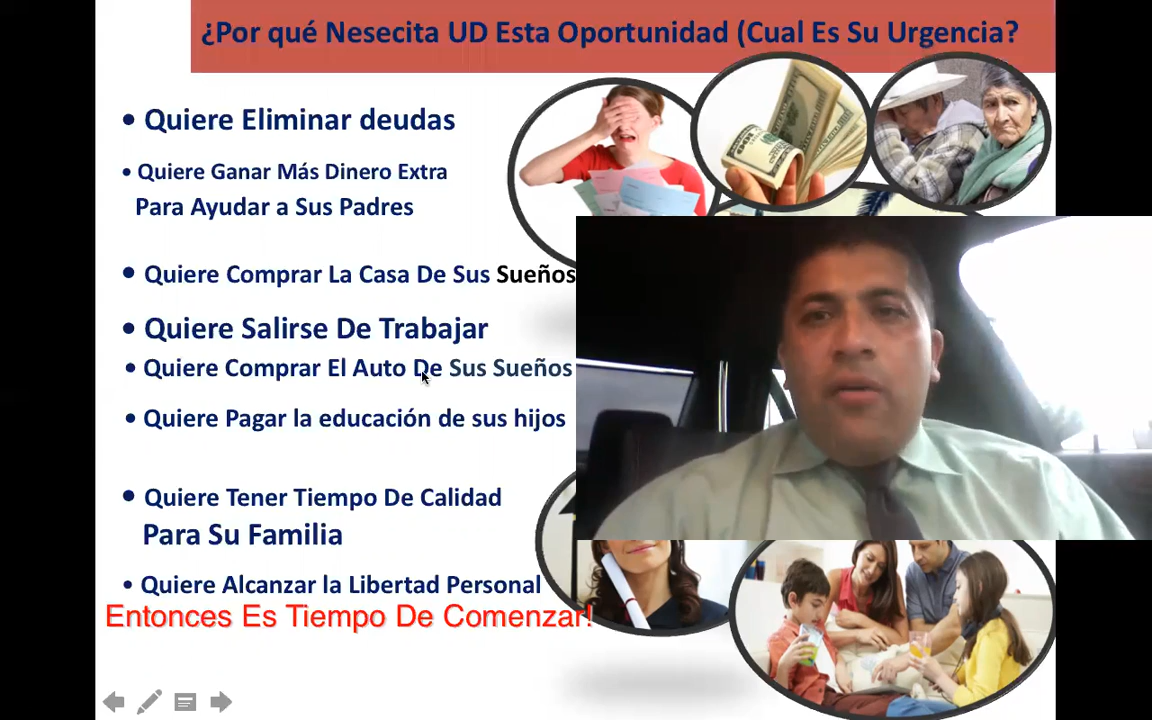 ¿Por qué Nesecita UD Esta Oportunidad (Cual Es Su Urgencia?
• Quiere Eliminar deudas
• Quiere Ganar Más Dinero Extra
Para Ayudar a Sus Padres
• Quiere Comprar La Casa De Sus Sueños
• Quiere Salirse De Trabajar
• Quiere Comprar El Auto De Sus Sueños
• Quiere Pagar la educación de sus hijos
• Quiere Tener Tiempo De Calidad
Para Su Familia
• Quiere Alcanzar la Libertad Personal
Entonces Es Tiempo De Comenzar!